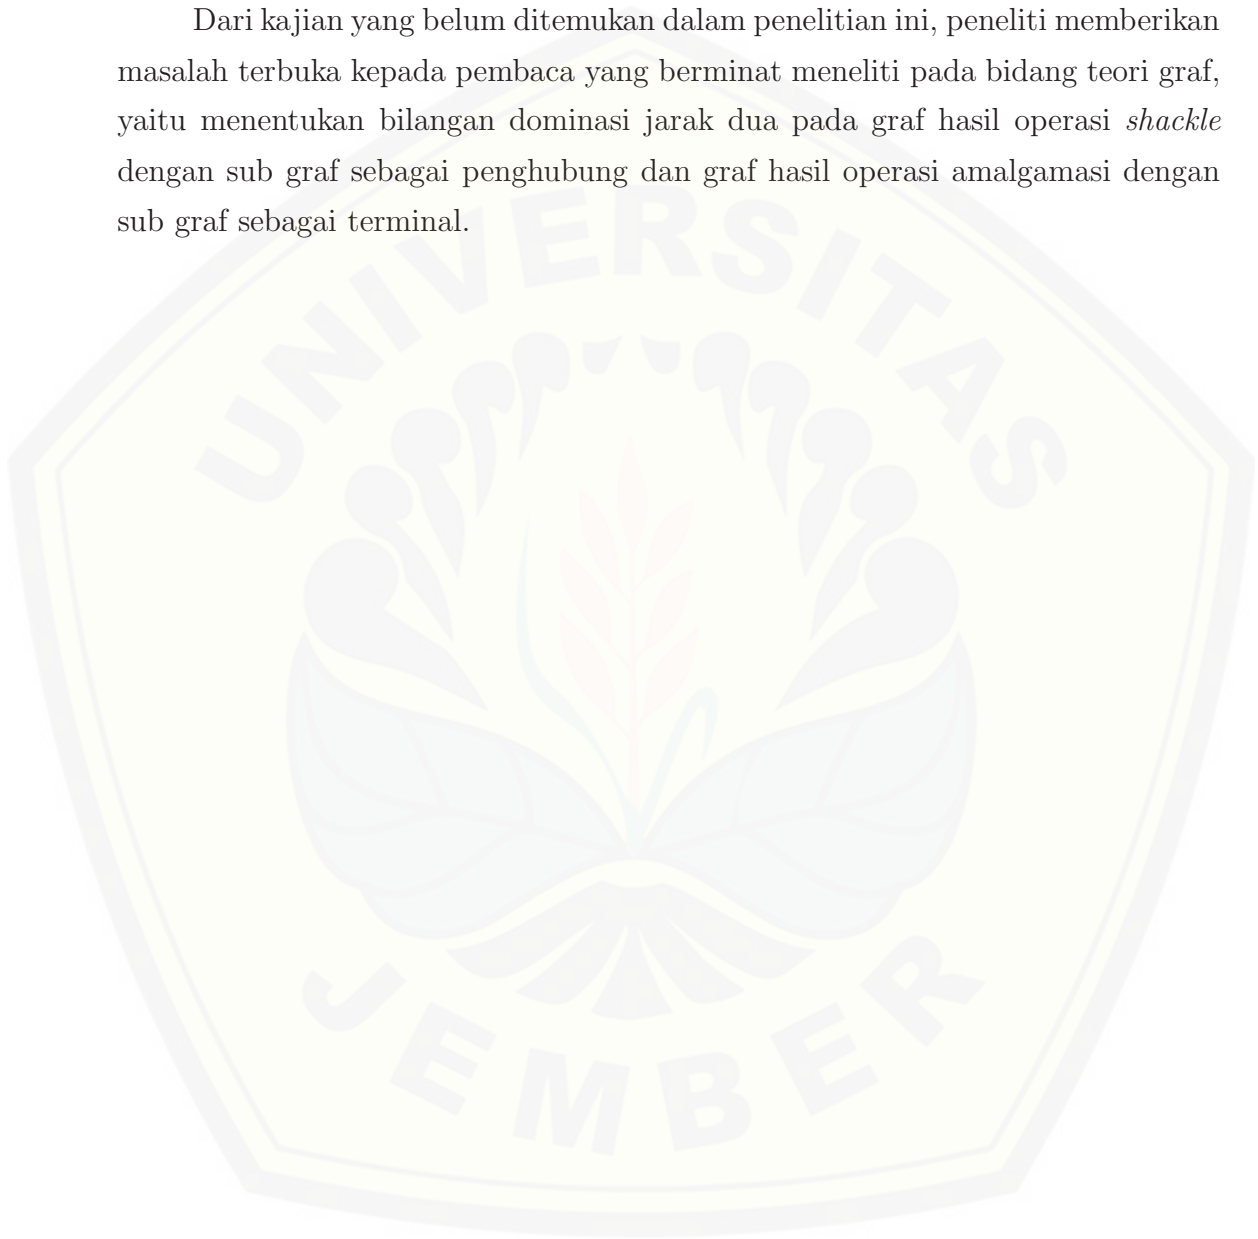 Dari kajian yang belum ditemukan dalam penelitian ini, peneliti memberikan
masalah terbuka kepada pembaca yang berminat meneliti pada bidang teori graf,
yaitu menentukan bilangan dominasi jarak dua pada graf hasil operasi shackle
dengan sub graf sebagai penghubung dan graf hasil operasi amalgamasi dengan
sub graf sebagai terminal.
UNIVERSITAS
JEMBER